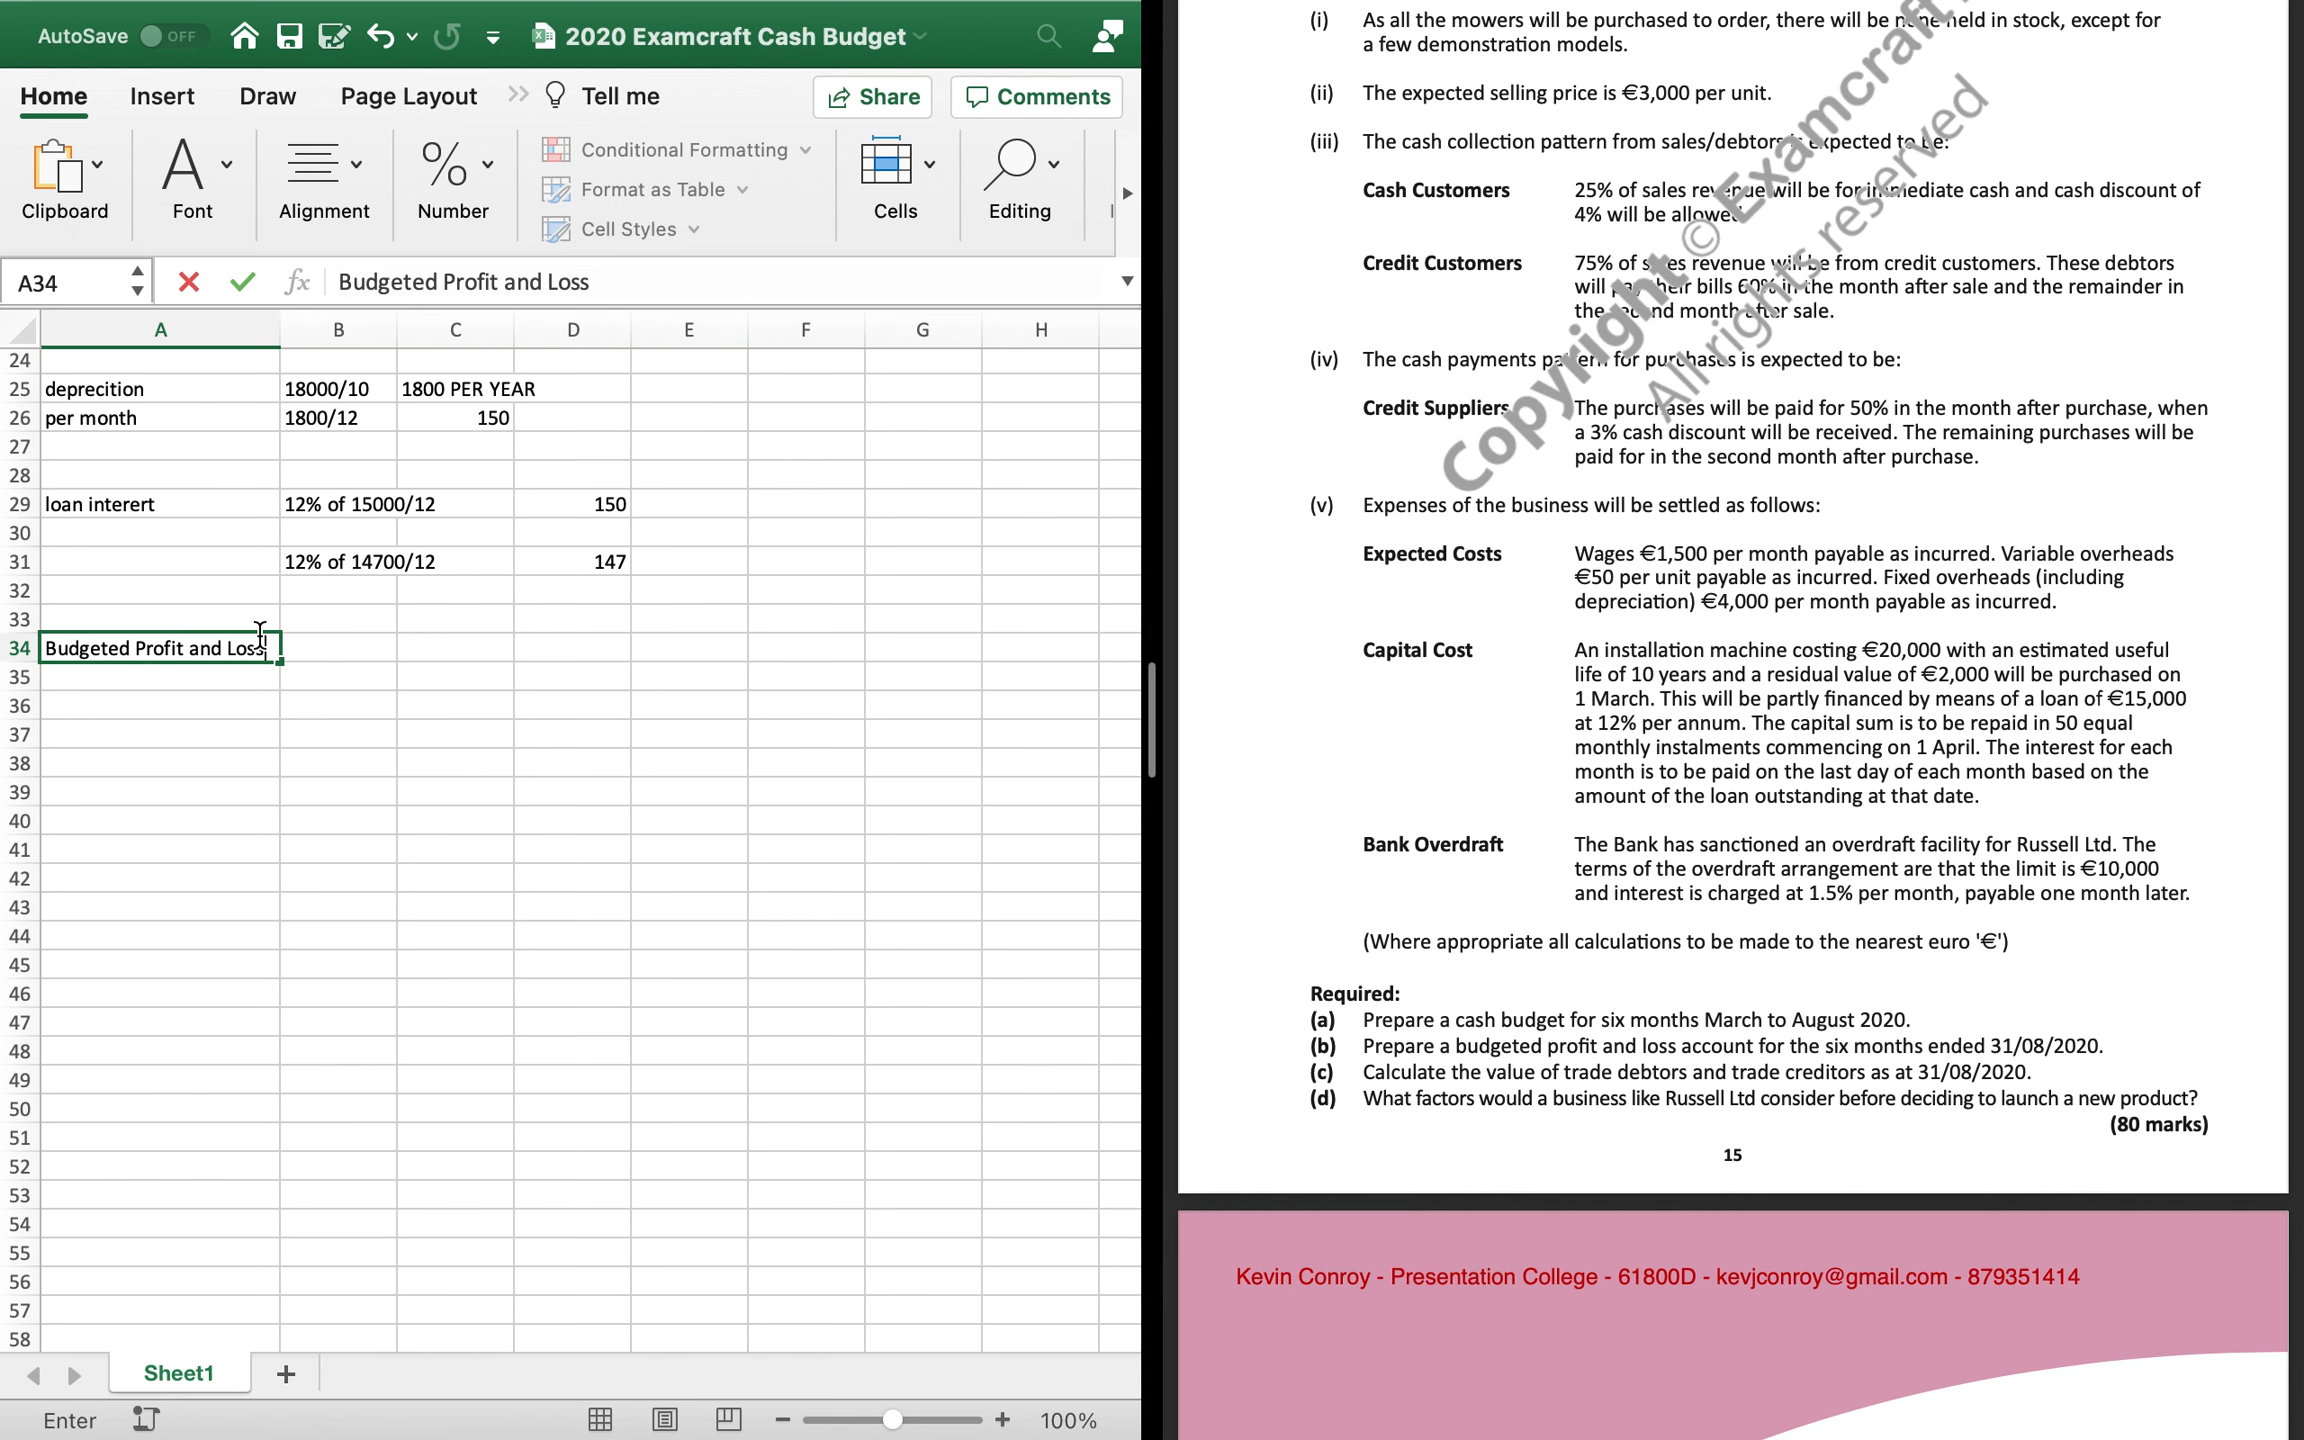 AutoSave OFF 2020 Examcraft Cash Budget
Home Insert Draw Page Layout Tell me Share Comments
Clipboard Font Alignment % Number Conditional Formatting Format as Table Cell Styles Cells Editing
A34 fx Budgeted Profit and Loss
A B C D E F G H
24
25 deprecition 18000/10 1800 PER YEAR
26 per month 1800/12 150
27
28
29 loan interert 12% of 15000/12 150
30
31 12% of 14700/12 147
32
33
34 Budgeted Profit and Loss
35
36
37
38
39
40
41
42
43
44
45
46
47
48
49
50
51
52
53
54
55
56
57
58
Sheet1 +
Enter 100%
(i) As all the mowers will be purchased to order, there will be none held in stock, except for
a few demonstration models.
(ii) The expected selling price is €3,000 per unit.
(iii) The cash collection pattern from sales/debtors is expected to be:
Cash Customers 25% of sales revenue will be for immediate cash and cash discount of
4% will be allowed
Credit Customers 75% of sales revenue will be from credit customers. These debtors
will pay their bills 60% in the month after sale and the remainder in
the second month after sale.
(iv) The cash payments pattern for purchases is expected to be:
Credit Suppliers The purchases will be paid for 50% in the month after purchase, when
a 3% cash discount will be received. The remaining purchases will be
paid for in the second month after purchase.
(v) Expenses of the business will be settled as follows:
Expected Costs Wages €1,500 per month payable as incurred. Variable overheads
€50 per unit payable as incurred. Fixed overheads (including
depreciation) €4,000 per month payable as incurred.
Capital Cost An installation machine costing €20,000 with an estimated useful
life of 10 years and a residual value of €2,000 will be purchased on
1 March. This will be partly financed by means of a loan of €15,000
at 12% per annum. The capital sum is to be repaid in 50 equal
monthly instalments commencing on 1 April. The interest for each
month is to be paid on the last day of each month based on the
amount of the loan outstanding at that date.
Bank Overdraft The Bank has sanctioned an overdraft facility for Russell Ltd. The
terms of the overdraft arrangement are that the limit is €10,000
and interest is charged at 1.5% per month, payable one month later.
(Where appropriate all calculations to be made to the nearest euro '€')
Required:
(a) Prepare a cash budget for six months March to August 2020.
(b) Prepare a budgeted profit and loss account for the six months ended 31/08/2020.
(c) Calculate the value of trade debtors and trade creditors as at 31/08/2020.
(d) What factors would a business like Russell Ltd consider before deciding to launch a new product?
(80 marks)
15
Copyright © Examcraft
All rights reserved
Kevin Conroy - Presentation College - 61800D - kevjconroy@gmail.com - 879351414